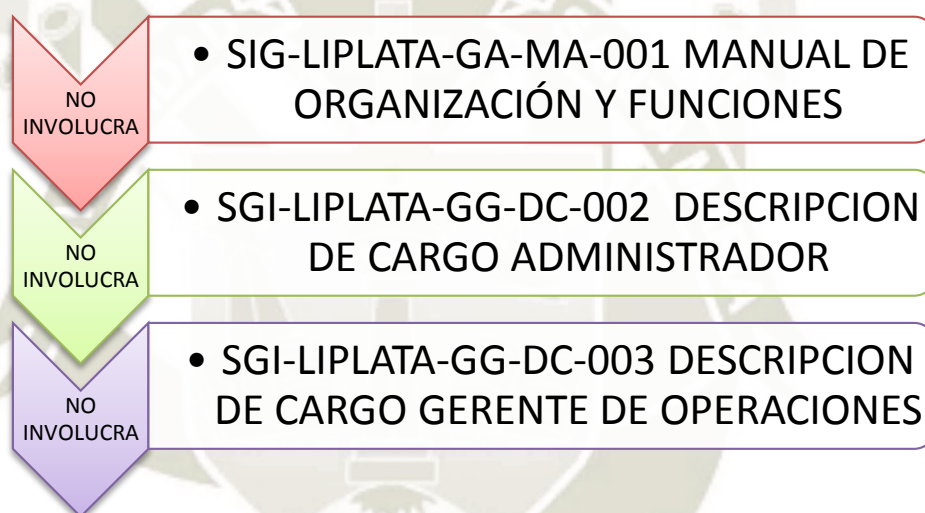 NO
INVOLUCRA
• SIG-LIPLATA-GA-MA-001 MANUAL DE
ORGANIZACIÓN Y FUNCIONES
NO
INVOLUCRA
• SGI-LIPLATA-GG-DC-002 DESCRIPCION
DE CARGO ADMINISTRADOR
NO
INVOLUCRA
• SGI-LIPLATA-GG-DC-003 DESCRIPCION
DE CARGO GERENTE DE OPERACIONES